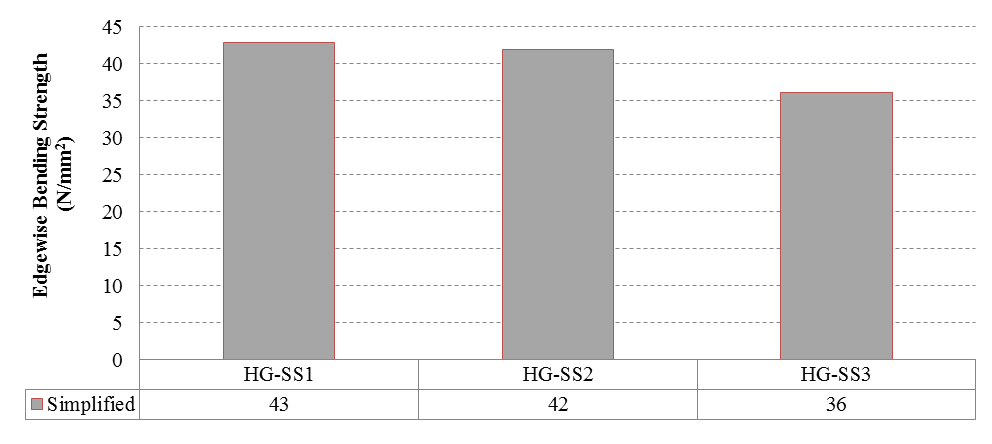 Edgewise Bending Strength
(N/mm²)
45
40
35
30
25
20
15
10
5
0
HG-SS1 HG-SS2 HG-SS3
Simplified 43 42 36